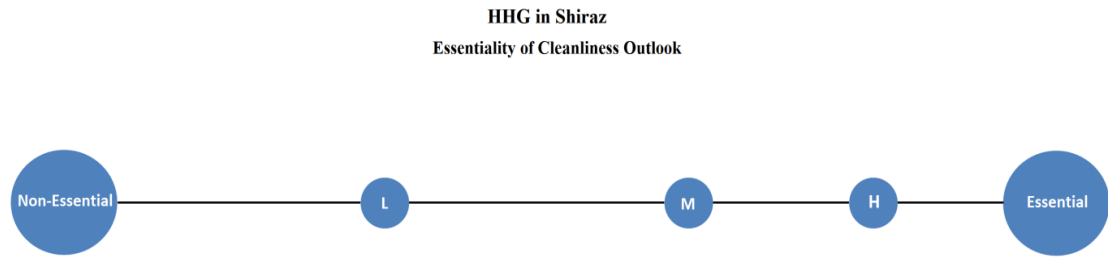 HHG in Shiraz
Essentiality of Cleanliness Outlook
Non-Essential
L
M
H
Essential